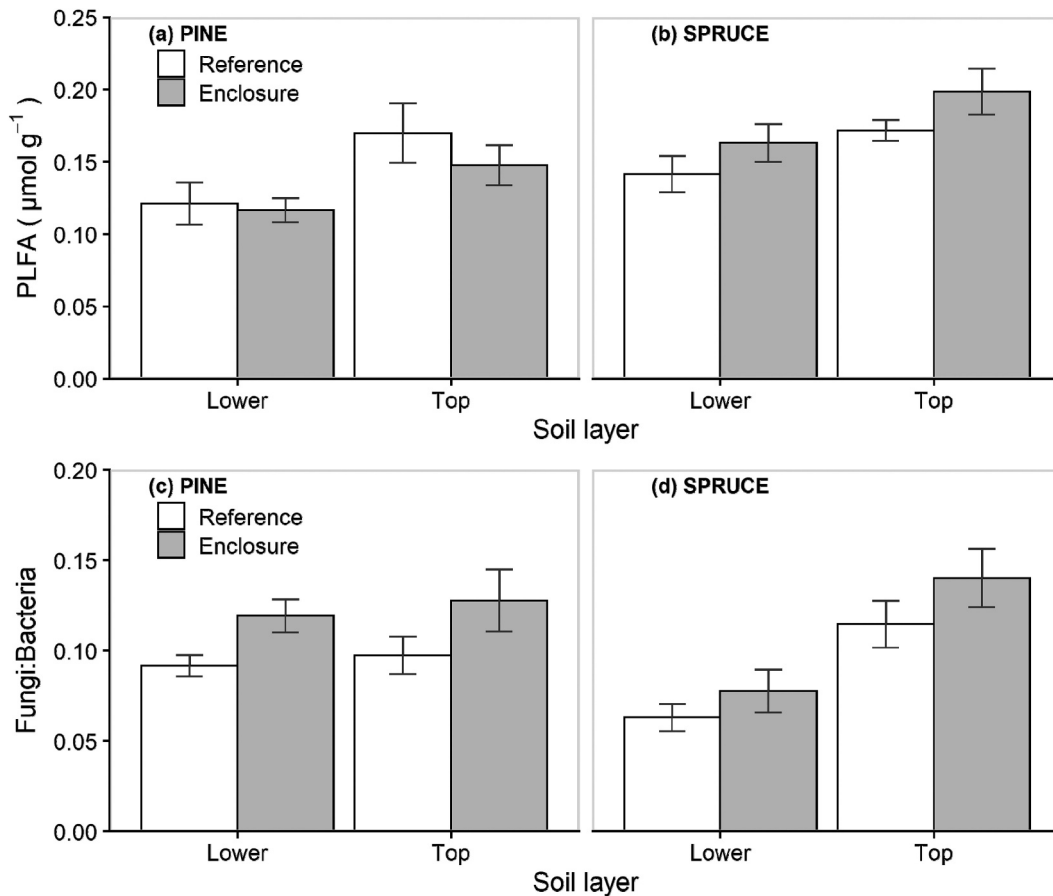 PLFA ( μmol g⁻¹ )
0.25
0.20
0.15
0.10
0.05
0.00
(a) PINE
Reference
Enclosure
(b) SPRUCE
Lower
Top
Lower
Top
Soil layer
Fungi:Bacteria
0.20
0.15
0.10
0.05
0.00
(c) PINE
Reference
Enclosure
(d) SPRUCE
Lower
Top
Lower
Top
Soil layer